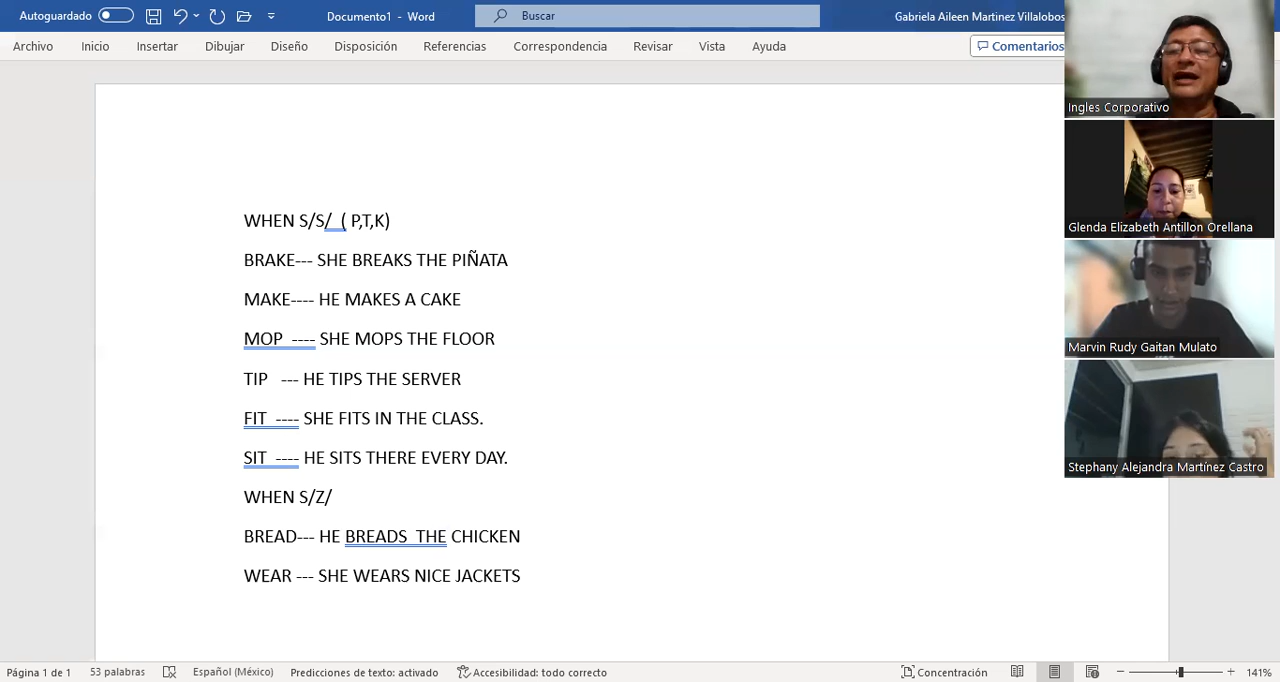 Autoguardado
Documento1 - Word
Buscar
Gabriela Aileen Martinez Villalobos
Archivo Inicio Insertar Dibujar Diseño Disposición Referencias Correspondencia Revisar Vista Ayuda
Comentarios
WHEN S/S/ ( P,T,K)
BRAKE--- SHE BREAKS THE PIÑATA
MAKE---- HE MAKES A CAKE
MOP ---- SHE MOPS THE FLOOR
TIP --- HE TIPS THE SERVER
FIT ---- SHE FITS IN THE CLASS.
SIT ---- HE SITS THERE EVERY DAY.
WHEN S/Z/
BREAD--- HE BREADS THE CHICKEN
WEAR --- SHE WEARS NICE JACKETS
Ingles Corporativo
Glenda Elizabeth Antillon Orellana
Marvin Rudy Gaitan Mulato
Stephany Alejandra Martínez Castro
Página 1 de 1 53 palabras Español (México) Predicciones de texto: activado Accesibilidad: todo correcto Concentración 141%